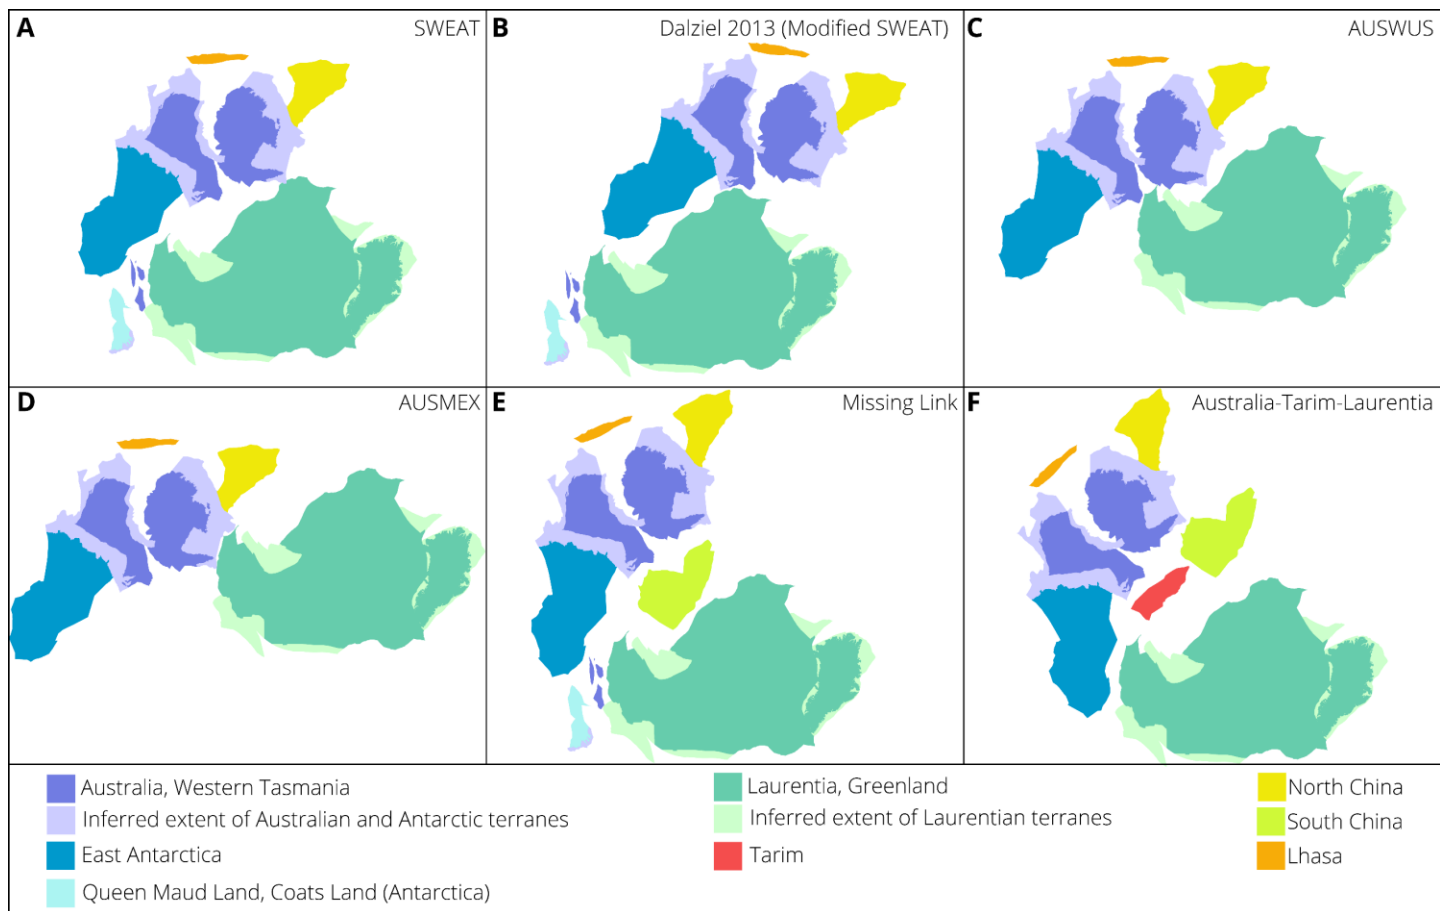 A SWEAT
B Dalziel 2013 (Modified SWEAT)
C AUSWUS
D AUSMEX
E Missing Link
F Australia-Tarim-Laurentia
Australia, Western Tasmania
Inferred extent of Australian and Antarctic terranes
East Antarctica
Queen Maud Land, Coats Land (Antarctica)
Laurentia, Greenland
Inferred extent of Laurentian terranes
Tarim
North China
South China
Lhasa